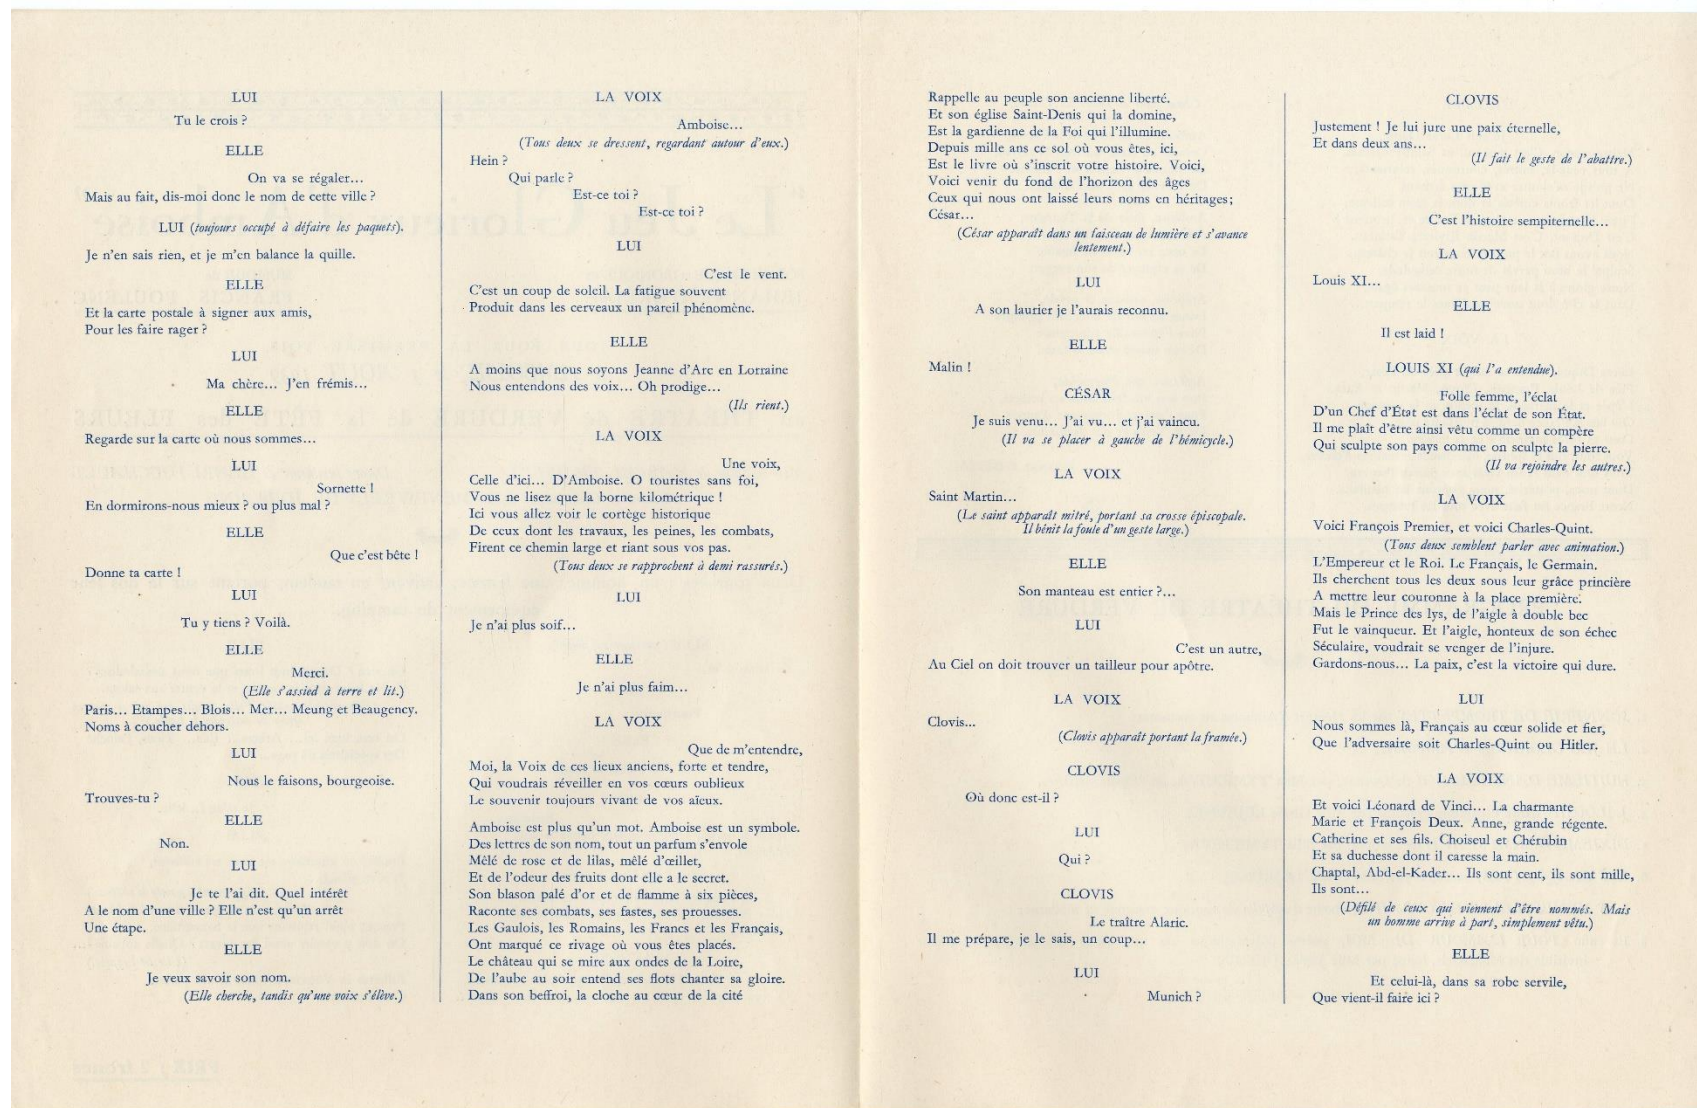 LUI
Tu le crois ?
ELLE
On va se régaler...
Mais au fait, dis-moi donc le nom de cette ville ?
LUI (toujours occupé à défaire les paquets).
Je n'en sais rien, et je m'en balance la quille.
ELLE
Et la carte postale à signer aux amis,
Pour les faire rager ?
LUI
Ma chère... J'en frémis...
ELLE
Regarde sur la carte où nous sommes...
LUI
Sornette !
En dormirons-nous mieux ? ou plus mal ?
ELLE
Que c'est bête !
Donne ta carte !
LUI
Tu y tiens ? Voilà.
ELLE
Merci.
(Elle s'assied à terre et lit.)
Paris... Etampes... Blois... Mer... Meung et Beaugency.
Noms à coucher dehors.
LUI
Nous le faisons, bourgeoise.
Trouves-tu ?
ELLE
Non.
LUI
Je te l'ai dit. Quel intérêt
A le nom d'une ville ? Elle n'est qu'un arrêt
Une étape.
ELLE
Je veux savoir son nom.
(Elle cherche, tandis qu'une voix s'élève.)
LA VOIX
Amboise...
(Tous deux se dressent, regardant autour d'eux.)
Hein ?
Qui parle ?
Est-ce toi ?
Est-ce toi ?
LUI
C'est le vent.
C'est un coup de soleil. La fatigue souvent
Produit dans les cerveaux un pareil phénomène.
ELLE
A moins que nous soyons Jeanne d'Arc en Lorraine
Nous entendons des voix... Oh prodige...
(Ils rient.)
LA VOIX
Une voix,
Celle d'ici... D'Amboise. O touristes sans foi,
Vous ne lisez que la borne kilométrique !
Ici vous allez voir le cortège historique
De ceux dont les travaux, les peines, les combats,
Firent ce chemin large et riant sous vos pas.
(Tous deux se rapprochent à demi rassurés.)
LUI
Je n'ai plus soif...
ELLE
Je n'ai plus faim...
LA VOIX
Que de m'entendre,
Moi, la Voix de ces lieux anciens, forte et tendre,
Qui voudrais réveiller en vos cœurs oublieux
Le souvenir toujours vivant de vos aïeux.
Amboise est plus qu'un mot. Amboise est un symbole.
Des lettres de son nom, tout un parfum s'envole
Mêlé de rose et de lilas, mêlé d'œillet,
Et de l'odeur des fruits dont elle a le secret.
Son blason palé d'or et de flamme à six pièces,
Raconte ses combats, ses fastes, ses prouesses.
Les Gaulois, les Romains, les Francs et les Français,
Ont marqué ce rivage où vous êtes placés.
Le château qui se mire aux ondes de la Loire,
De l'aube au soir entend ses flots chanter sa gloire.
Dans son beffroi, la cloche au cœur de la cité
Rappelle au peuple son ancienne liberté.
Et son église Saint-Denis qui la domine,
Est la gardienne de la Foi qui l'illumine.
Depuis mille ans ce sol où vous êtes, ici,
Est le livre où s'inscrit votre histoire. Voici,
Voici venir du fond de l'horizon des âges
Ceux qui nous ont laissé leurs noms en héritages;
César...
(César apparaît dans un faisceau de lumière et s'avance
lentement.)
LUI
A son laurier je l'aurais reconnu.
ELLE
Malin !
CÉSAR
Je suis venu... J'ai vu... et j'ai vaincu.
(Il va se placer à gauche de l'hémicycle.)
LA VOIX
Saint Martin...
(Le saint apparaît mitré, portant sa crosse épiscopale.
Il bénit la foule d'un geste large.)
ELLE
Son manteau est entier ?...
LUI
C'est un autre,
Au Ciel on doit trouver un tailleur pour apôtre.
LA VOIX
Clovis...
(Clovis apparaît portant la framée.)
CLOVIS
Où donc est-il ?
LUI
Qui ?
CLOVIS
Le traître Alaric.
Il me prépare, je le sais, un coup...
LUI
Munich ?
CLOVIS
Justement ! Je lui jure une paix éternelle,
Et dans deux ans...
(Il fait le geste de l'abattre.)
ELLE
C'est l'histoire sempiternelle...
LA VOIX
Louis XI...
ELLE
Il est laid !
LOUIS XI (qui l'a entendue).
Folle femme, l'éclat
D'un Chef d'État est dans l'éclat de son État.
Il me plaît d'être ainsi vêtu comme un compère
Qui sculpte son pays comme on sculpte la pierre.
(Il va rejoindre les autres.)
LA VOIX
Voici François Premier, et voici Charles-Quint.
(Tous deux semblent parler avec animation.)
L'Empereur et le Roi. Le Français, le Germain.
Ils cherchent tous les deux sous leur grâce princière
A mettre leur couronne à la place première.
Mais le Prince des lys, de l'aigle à double bec
Fut le vainqueur. Et l'aigle, honteux de son échec
Séculaire, voudrait se venger de l'injure.
Gardons-nous... La paix, c'est la victoire qui dure.
LUI
Nous sommes là, Français au cœur solide et fier,
Que l'adversaire soit Charles-Quint ou Hitler.
LA VOIX
Et voici Léonard de Vinci... La charmante
Marie et François Deux. Anne, grande régente.
Catherine et ses fils. Choiseul et Chérubin
Et sa duchesse dont il caresse la main.
Chaptal, Abd-el-Kader... Ils sont cent, ils sont mille,
Ils sont...
(Défilé de ceux qui viennent d'être nommés. Mais
un homme arrive à part, simplement vêtu.)
ELLE
Et celui-là, dans sa robe servile,
Que vient-il faire ici ?